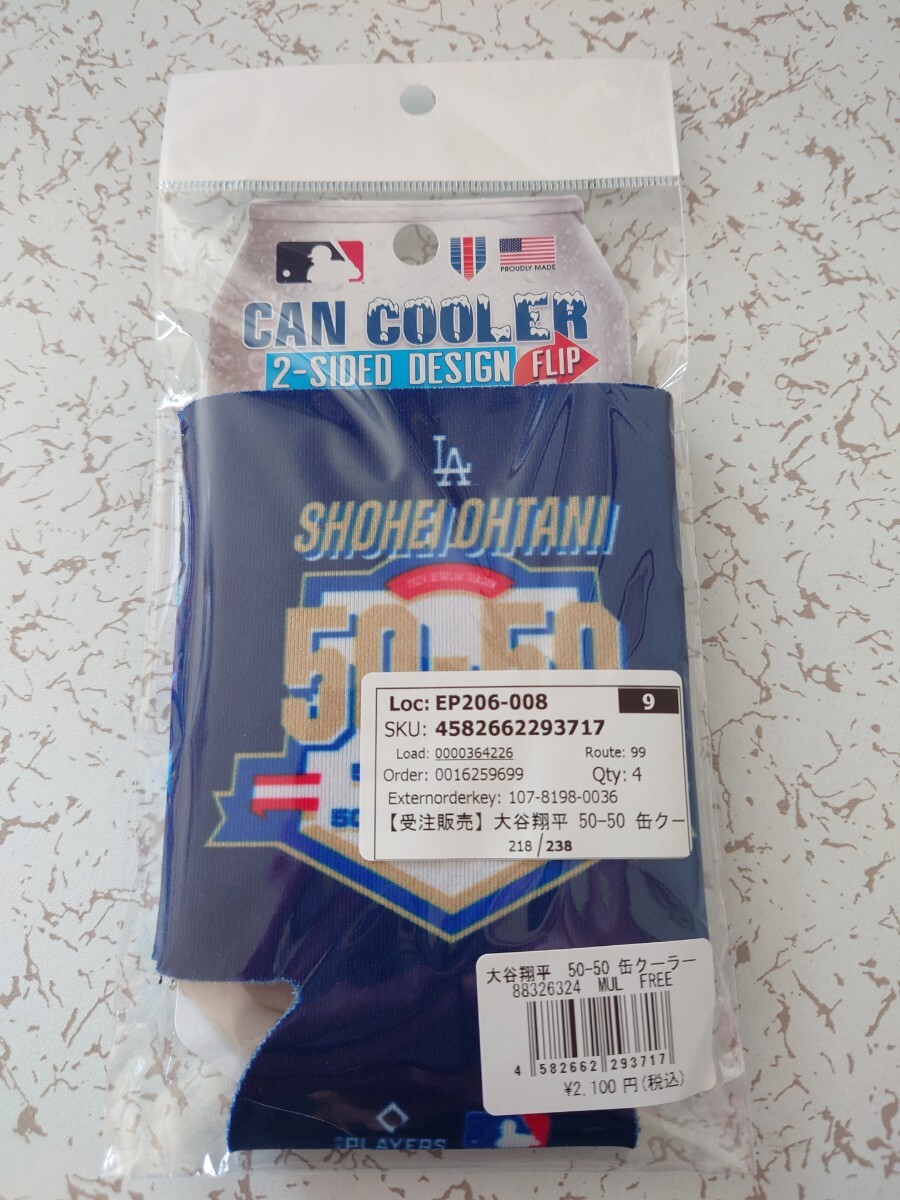 PROUDLY MADE
CAN COOLER
2-SIDED DESIGN FLIP
LA
SHOHEI OHTANI
2024 REGULAR SEASON
50-50
Loc: EP206-008 9
SKU: 4582662293717
Load: 0000364226 Route: 99
Order: 0016259699 Qty: 4
Externorderkey: 107-8198-0036
【受注販売】大谷翔平 50-50 缶クー
218 / 238
大谷翔平 50-50 缶クーラー
88326324 MUL FREE
4 582662 293717
¥2,100 円(税込)
PLAYERS